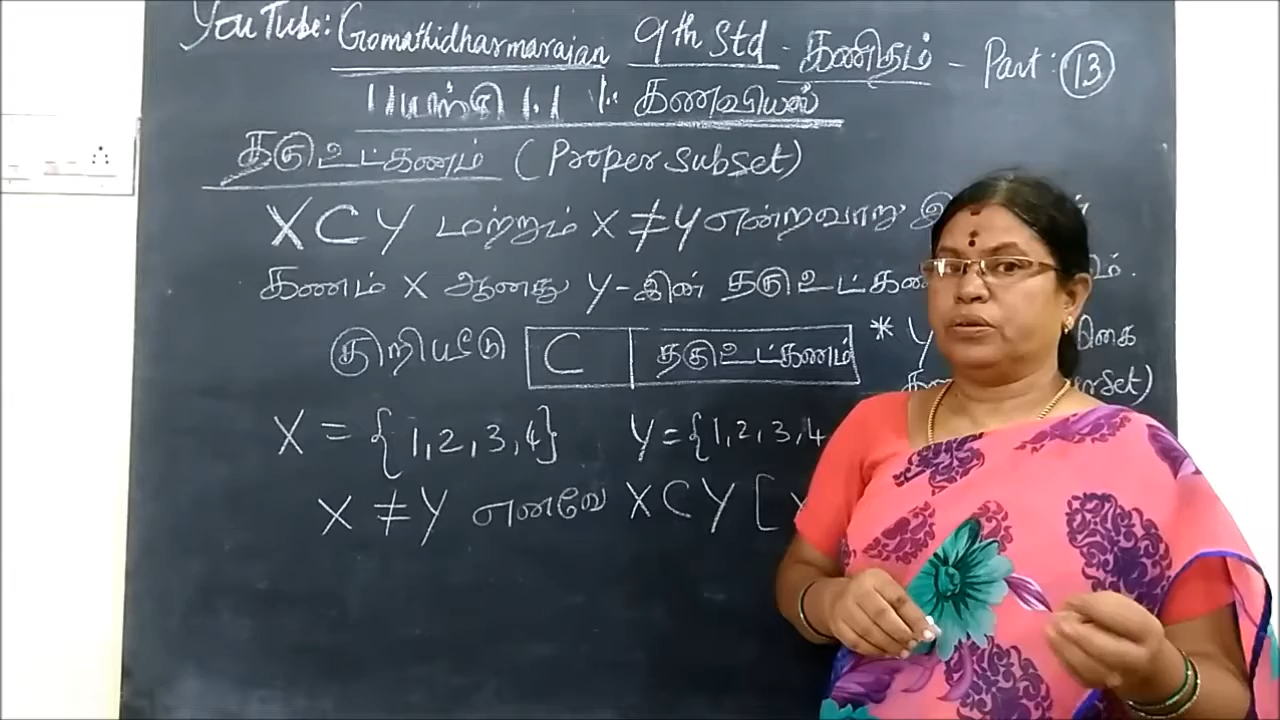 YouTube: Gomathidharmarajan 9th Std - கணிதம் - Part: 13
1.1 கணவியல்
தகு உட்கணம் (Proper Subset)
X ⊂ Y மற்றும் X ≠ Y என்றவாறு
கணம் X ஆனது Y-இன் தகு உட்கண
குறியீடு ⊂ தகு உட்கணம் * Y
X = {1,2,3,4} Y = {1,2,3,4
X ≠ Y எனவே X ⊂ Y [